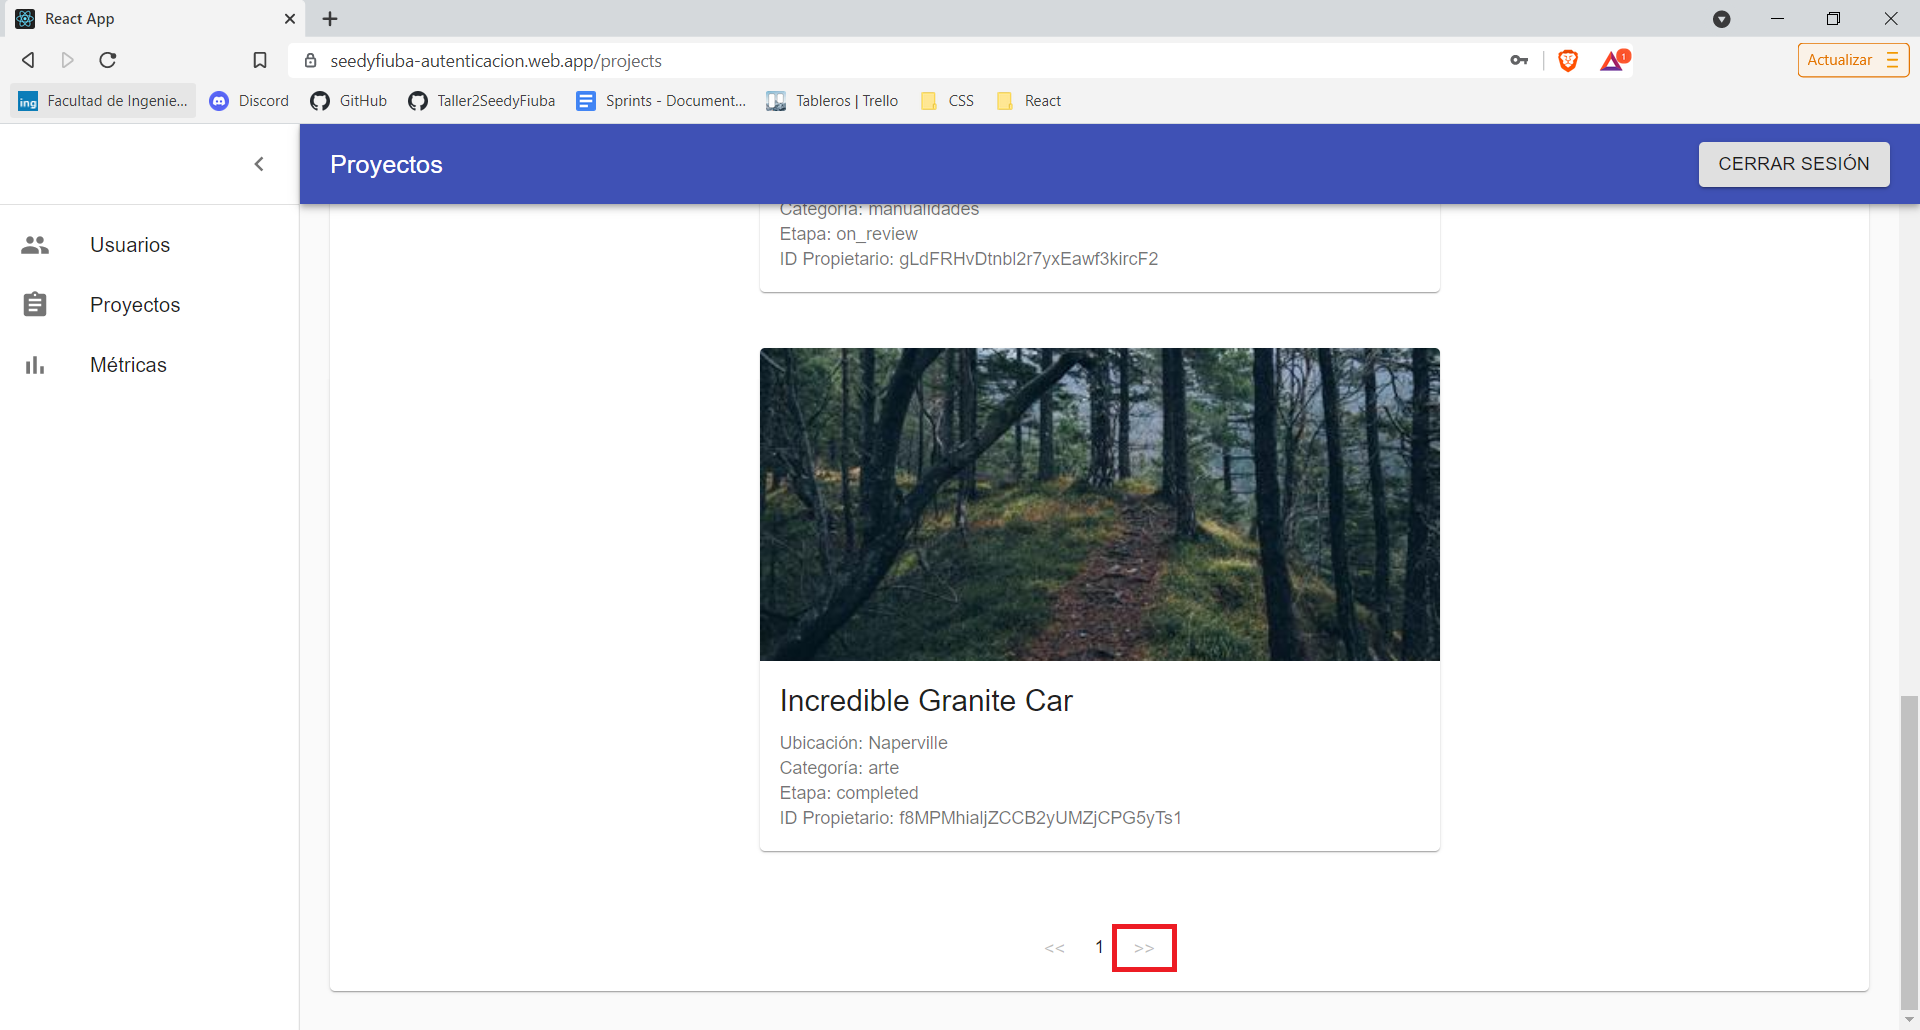 React App
seedyfiuba-autenticacion.web.app/projects
1
Actualizar
ing
Facultad de Ingenie...
Discord
GitHub
Taller2SeedyFiuba
Sprints - Document...
Tableros | Trello
CSS
React
Proyectos
CERRAR SESIÓN
Usuarios
Proyectos
Métricas
Categoría: manualidades
Etapa: on_review
ID Propietario: gLdFRHvDtnbl2r7yxEawf3kircF2
Incredible Granite Car
Ubicación: Naperville
Categoría: arte
Etapa: completed
ID Propietario: f8MPMhialjZCCB2yUMZjCPG5yTs1
<< 1 >>